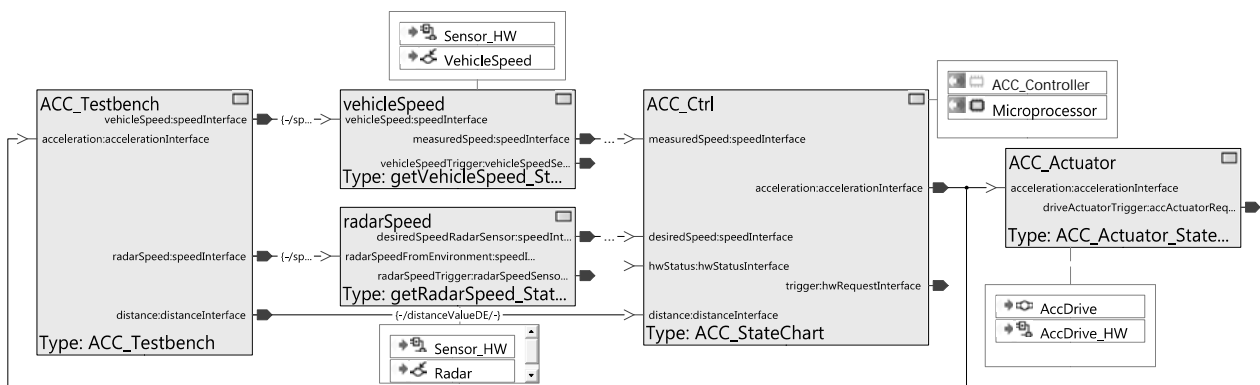 Sensor_HW
VehicleSpeed
ACC_Testbench
vehicleSpeed:speedInterface
acceleration:accelerationInterface
radarSpeed:speedInterface
distance:distanceInterface
Type: ACC_Testbench
(-/sp...
vehicleSpeed
vehicleSpeed:speedInterface
measuredSpeed:speedInterface
vehicleSpeedTrigger:vehicleSpeedSe...
Type: getVehicleSpeed_St...
...
(-/sp...
radarSpeed
desiredSpeedRadarSensor:speedInt...
radarSpeedFromEnvironment:speedI...
radarSpeedTrigger:radarSpeedSenso...
Type: getRadarSpeed_Stat...
...
(-/distanceValueDE/-)
Sensor_HW
Radar
ACC_Ctrl
measuredSpeed:speedInterface
acceleration:accelerationInterface
desiredSpeed:speedInterface
hwStatus:hwStatusInterface
trigger:hwRequestInterface
distance:distanceInterface
Type: ACC_StateChart
ACC_Controller
Microprocessor
ACC_Actuator
acceleration:accelerationInterface
driveActuatorTrigger:accActuatorReq...
Type: ACC_Actuator_State...
AccDrive
AccDrive_HW